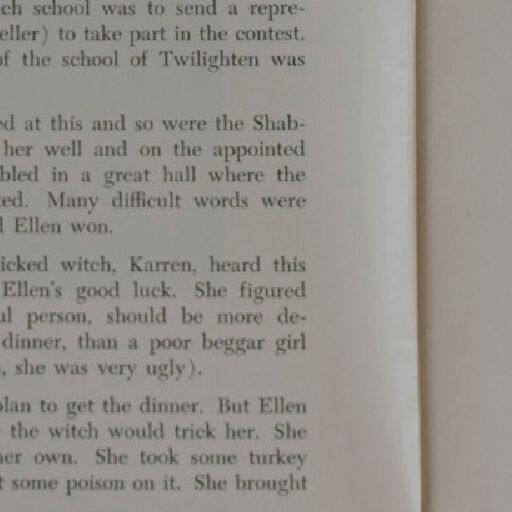 ch school was to send a repre-
eller) to take part in the contest.
of the school of Twilighten was
ed at this and so were the Shab-
her well and on the appointed
bled in a great hall where the
ted. Many difficult words were
d Ellen won.
icked witch, Karren, heard this
Ellen's good luck. She figured
ul person, should be more de-
dinner, than a poor beggar girl
, she was very ugly).
plan to get the dinner. But Ellen
the witch would trick her. She
her own. She took some turkey
t some poison on it. She brought